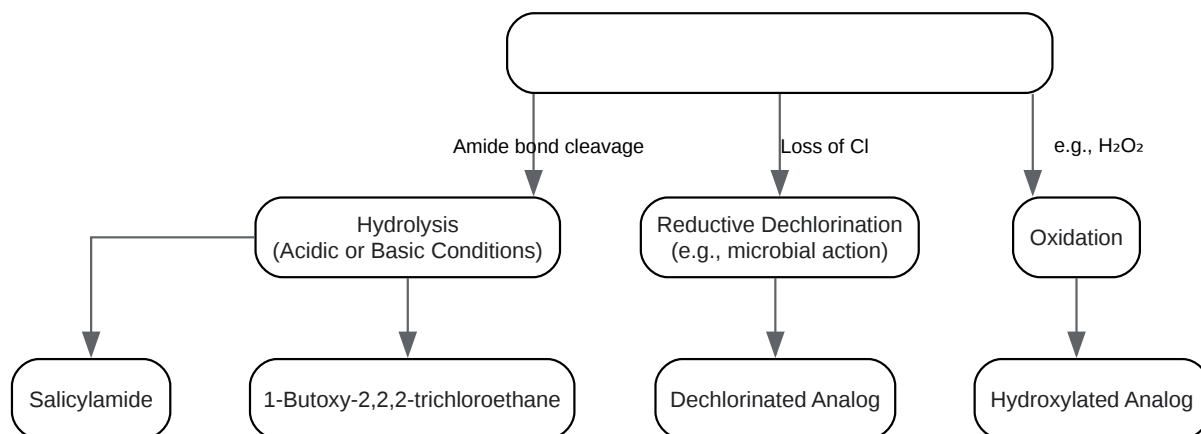 Amide bond cleavage
Loss of Cl
e.g., H₂O₂
Hydrolysis
(Acidic or Basic Conditions)
Reductive Dechlorination
(e.g., microbial action)
Oxidation
Salicylamide
1-Butoxy-2,2,2-trichloroethane
Dechlorinated Analog
Hydroxylated Analog